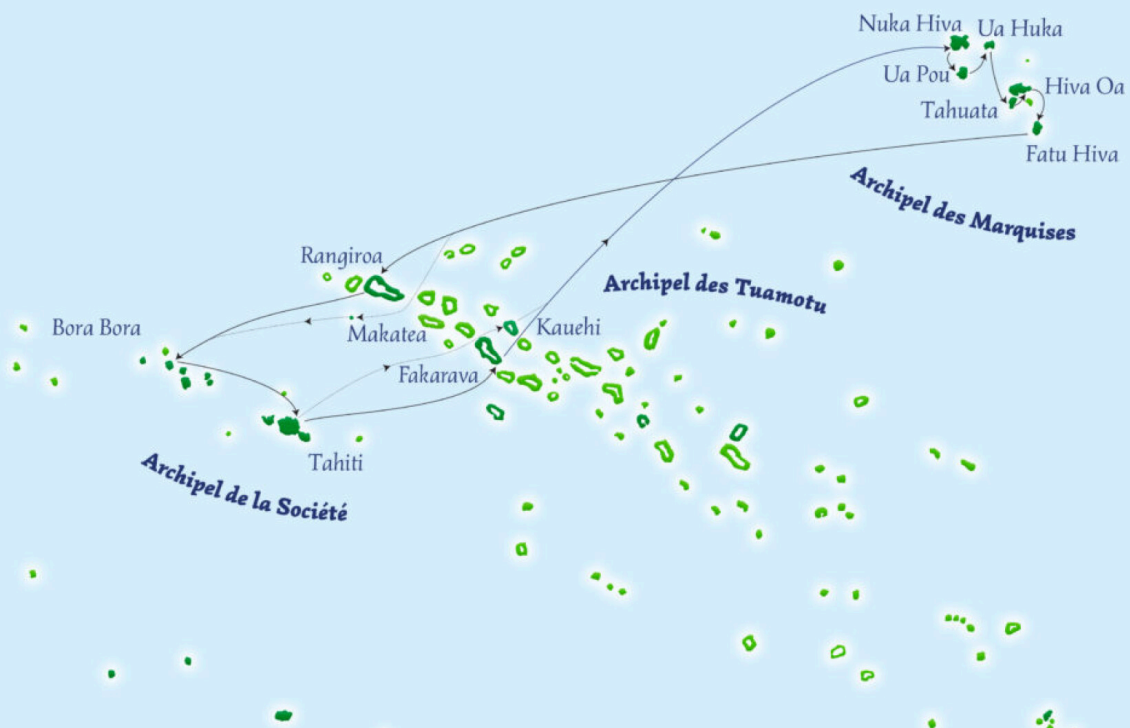 Nuka Hiva
Ua Huka
Ua Pou
Hiva Oa
Tahuata
Fatu Hiva
Archipel des Marquises
Rangiroa
Archipel des Tuamotu
Bora Bora
Makatea
Kauehi
Fakarava
Tahiti
Archipel de la Société